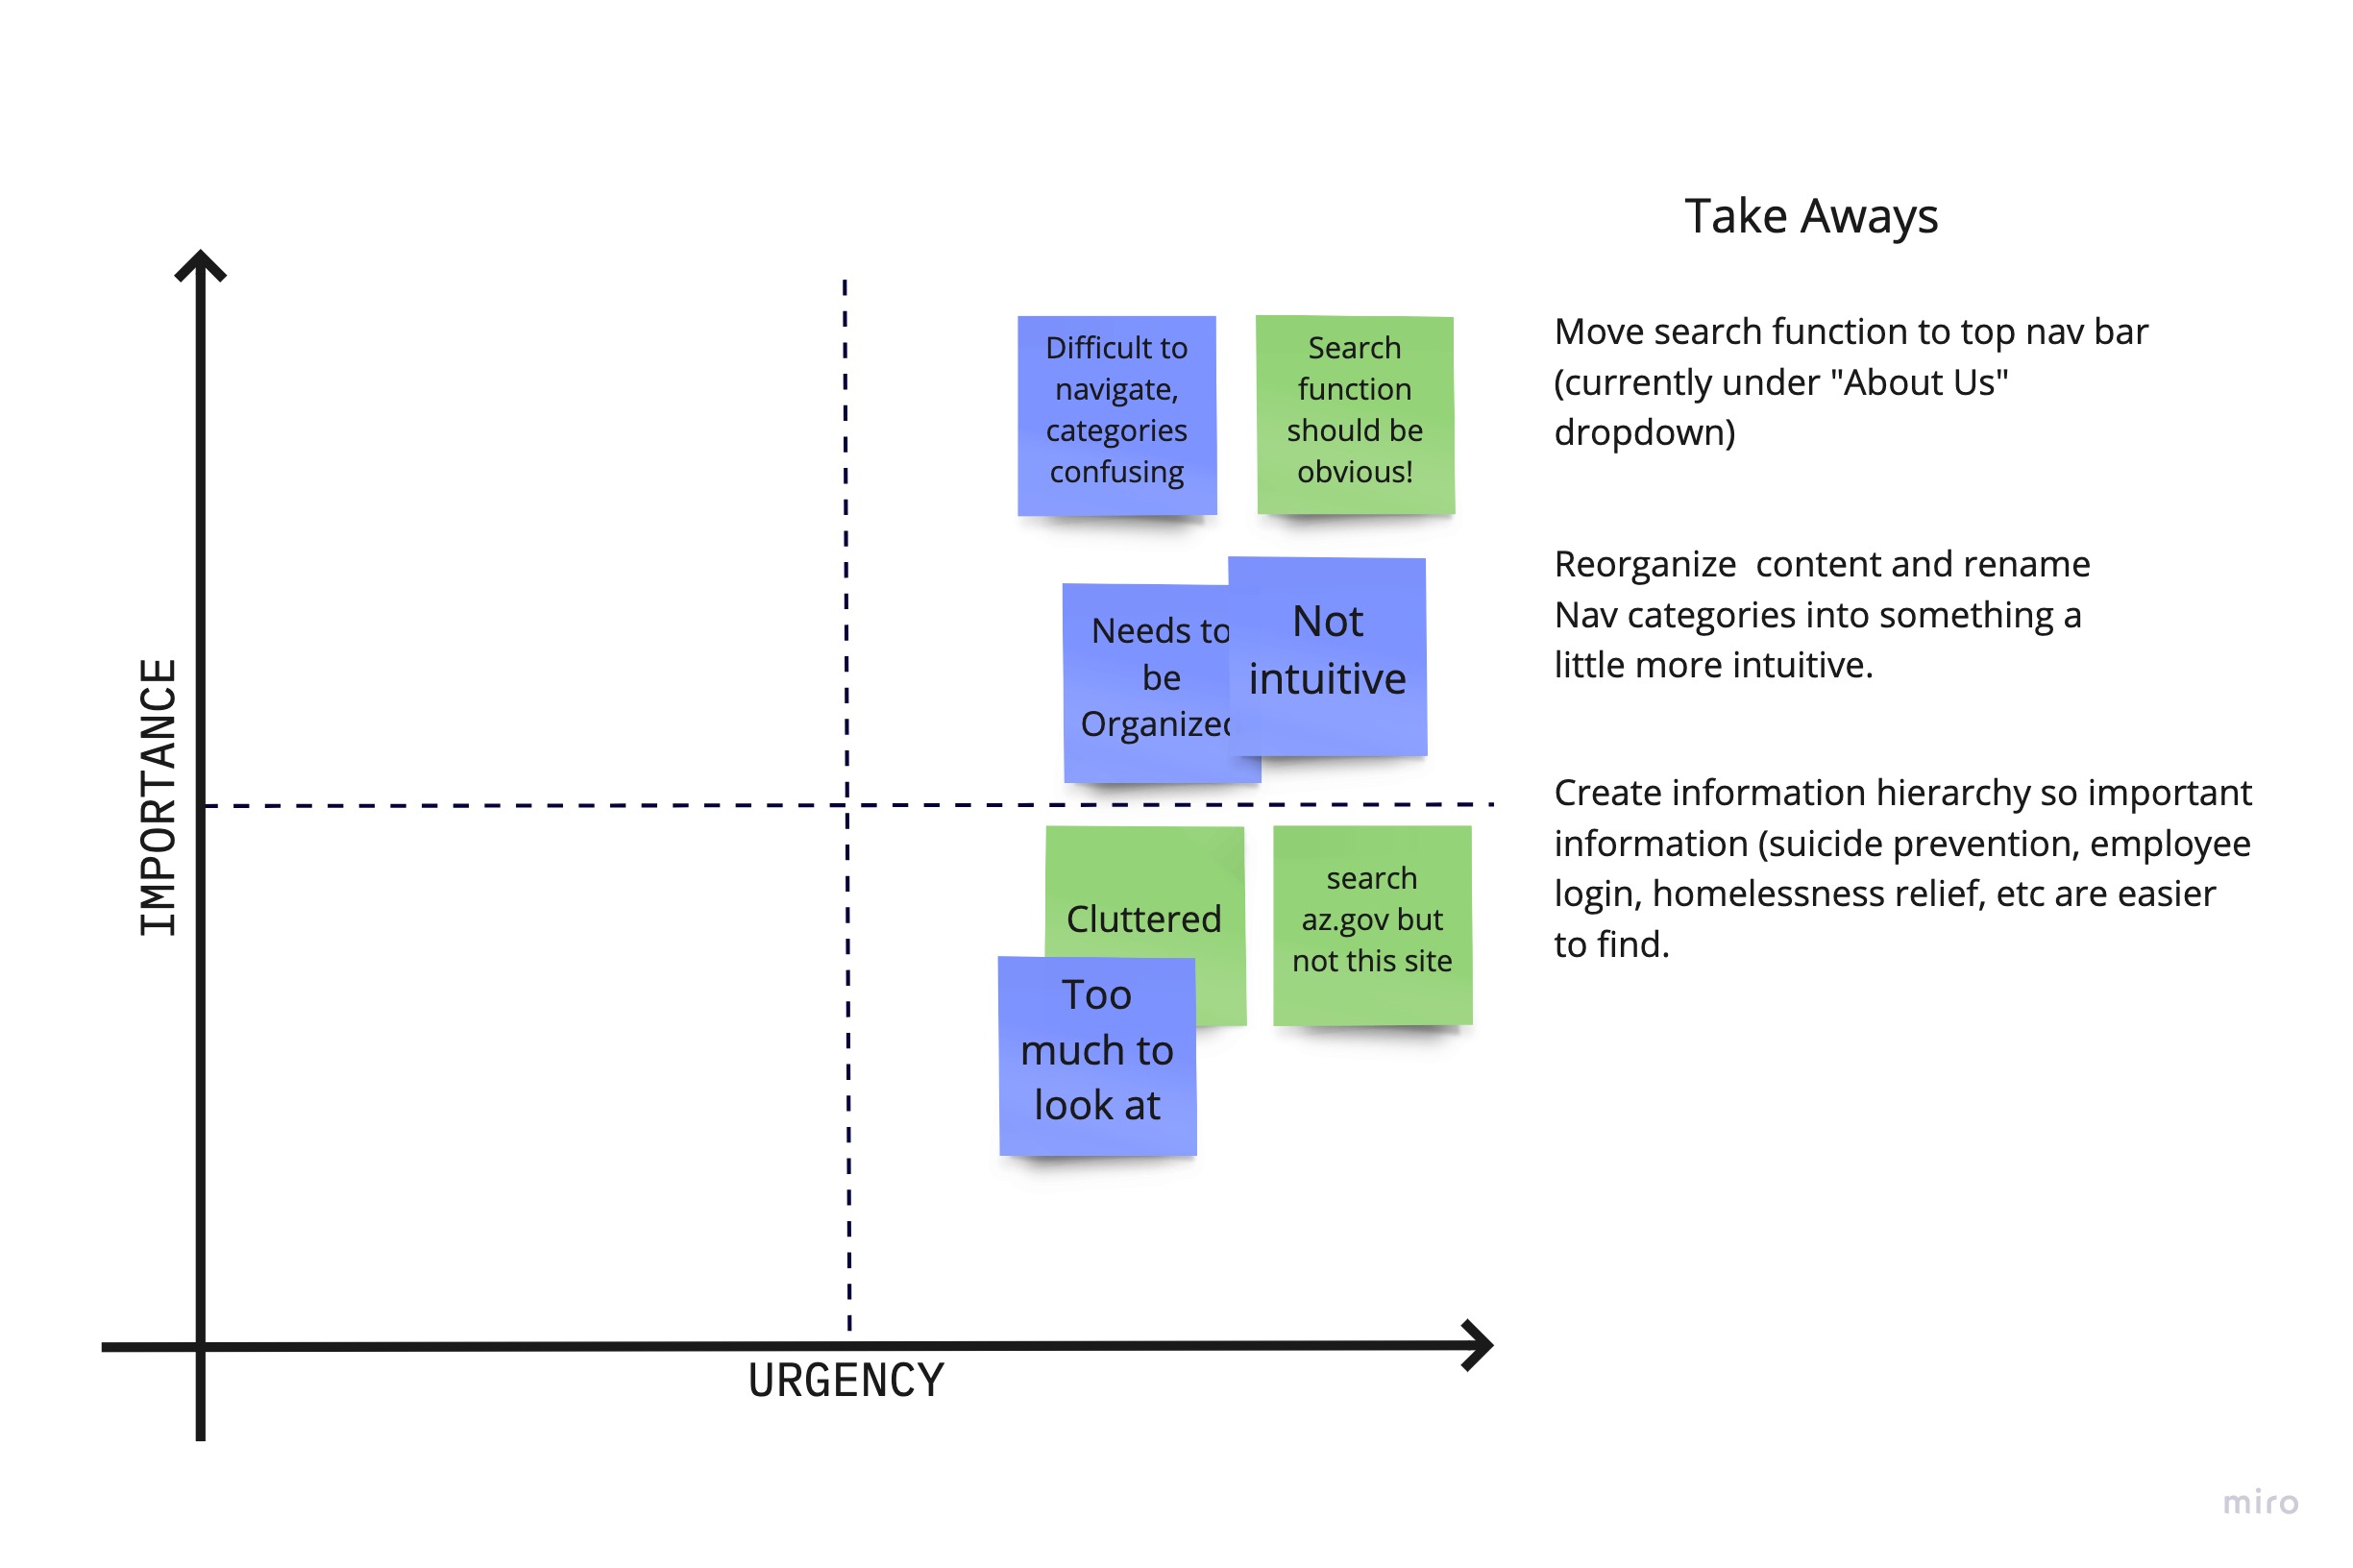 Take Aways
Difficult to
navigate,
categories
confusing
Search
function
should be
obvious!
Move search function to top nav bar
(currently under "About Us"
dropdown)
Needs to
be
Organized
Not
intuitive
Reorganize  content and rename
Nav categories into something a
little more intuitive.
IMPORTANCE
Cluttered
search
az.gov but
not this site
Too
much to
look at
Create information hierarchy so important
information (suicide prevention, employee
login, homelessness relief, etc are easier
to find.
URGENCY
miro